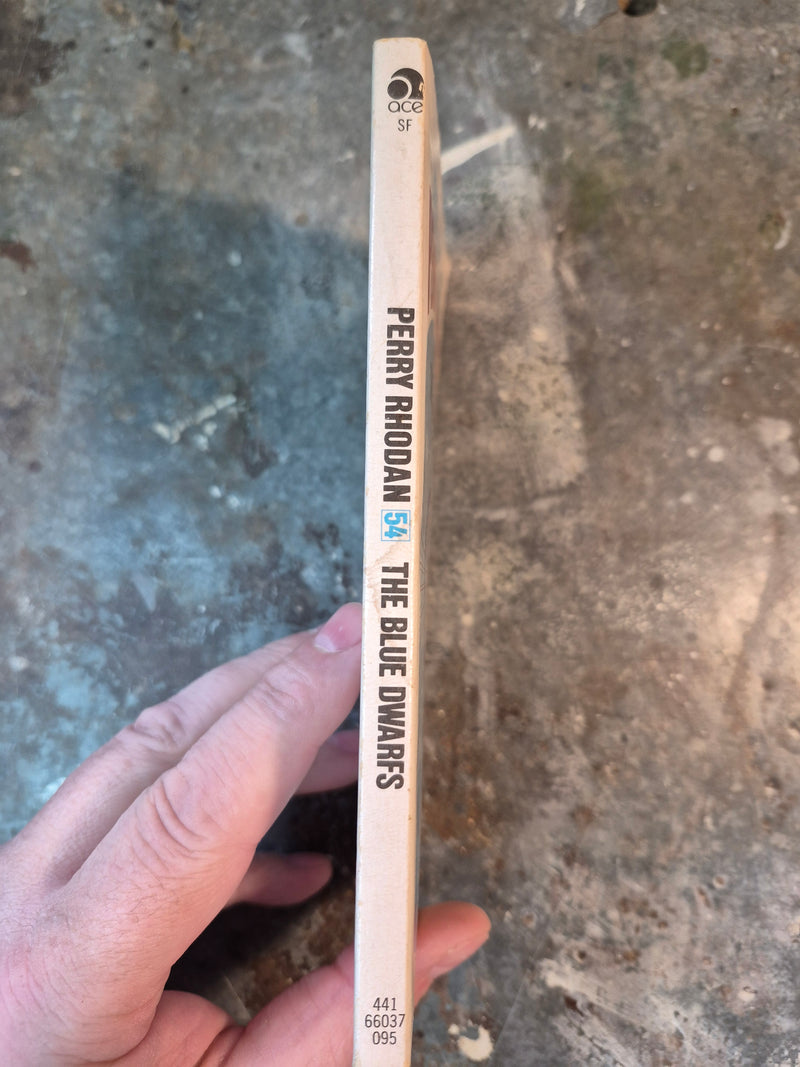 ace
SF
PERRY RHODAN 54 THE BLUE DWARFS
441
66037
095